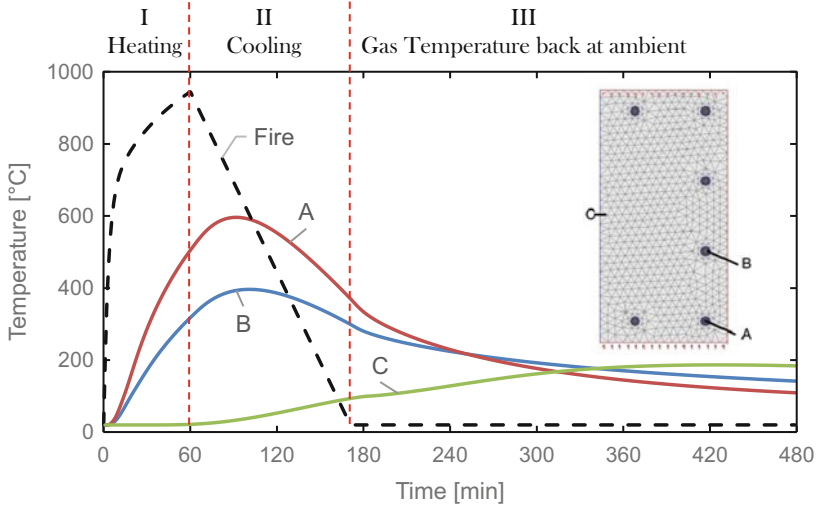 I II III
Heating Cooling Gas Temperature back at ambient
1000
800
600
400
200
0
Temperature [°C]
Fire
A
B
C
C
B
A
0 60 120 180 240 300 360 420 480
Time [min]